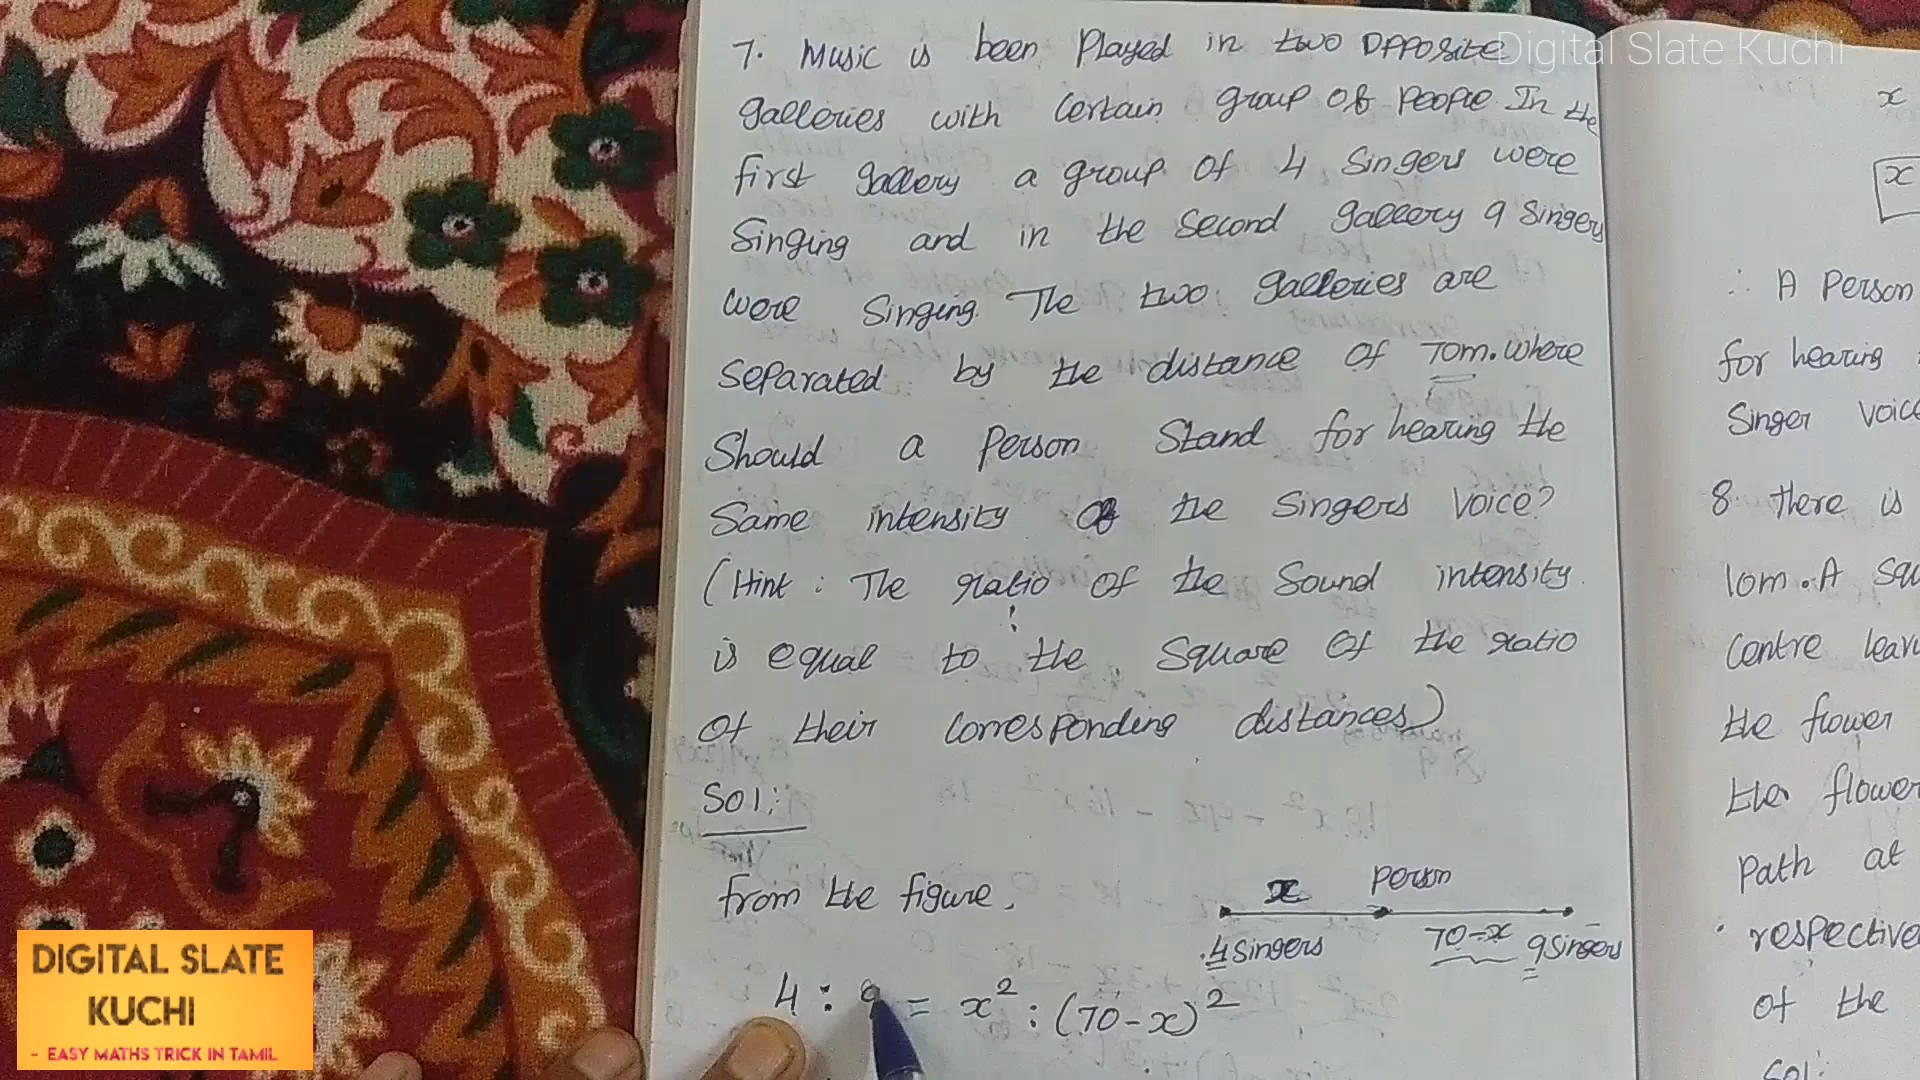 7. Music is been played in two opposite
galleries with certain group of people In the
first gallery a group of 4 Singers were
Singing and in the Second gallery 9 Singers
were Singing. The two galleries are
separated by the distance of 70m. where
Should a person Stand for hearing the
Same intensity of the Singers voice?
(Hint : The ratio of the Sound intensity
is equal to the Square of the ratio
of their corresponding distances)
Sol:
from the figure,
x person
4 Singers 70-x 9 Singers
4 : 9 = x² : (70-x)²
x
x
∴ A person
for hearing
Singer
8. there is
10m. A
centre
the flower
the
Path at
of the
Sol:
Digital Slate Kuchi
DIGITAL SLATE
KUCHI
- EASY MATHS TRICK IN TAMIL